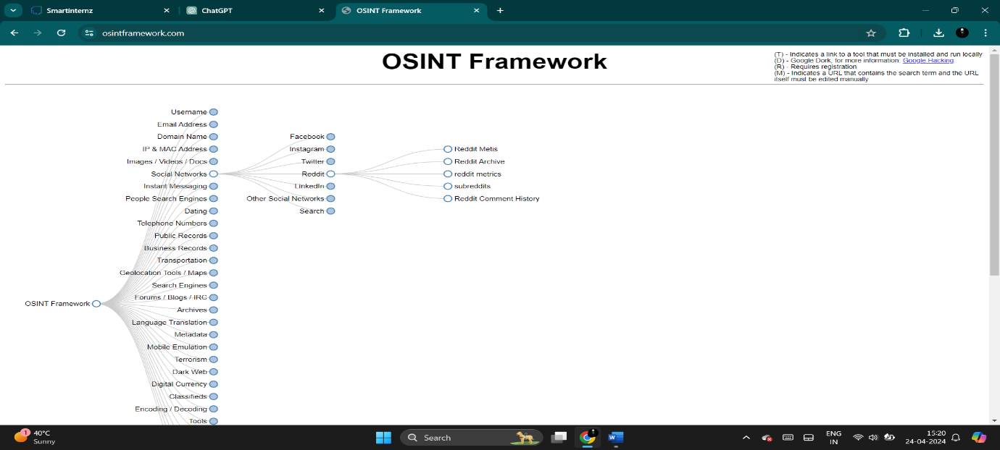 Smartinternz
ChatGPT
OSINT Framework
osintframework.com
OSINT Framework
(T) - Indicates a link to a tool that must be installed and run locally
(D) - Google Dork, for more information: Google Hacking
(R) - Requires registration
(M) - Indicates a URL that contains the search term and the URL
itself must be edited manually
OSINT Framework
Username
Email Address
Domain Name
IP & MAC Address
Images / Videos / Docs
Social Networks
Instant Messaging
People Search Engines
Dating
Telephone Numbers
Public Records
Business Records
Transportation
Geolocation Tools / Maps
Search Engines
Forums / Blogs / IRC
Archives
Language Translation
Metadata
Mobile Emulation
Terrorism
Dark Web
Digital Currency
Classifieds
Encoding / Decoding
Tools
Facebook
Instagram
Twitter
Reddit
LinkedIn
Other Social Networks
Search
Reddit Metis
Reddit Archive
reddit metrics
subreddits
Reddit Comment History
1
40°C
Sunny
Search
W
ENG
IN
15:20
24-04-2024